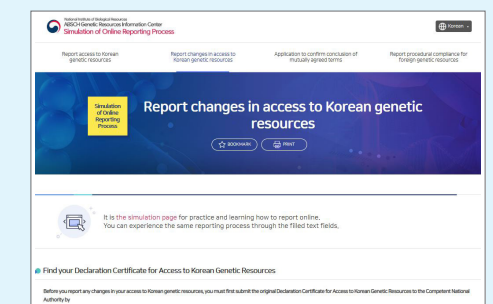 National Institute of Biological Resources
ABSCH Genetic Resources Information Center
Simulation of Online Reporting Process
Korean
Report access to Korean
genetic resources
Report changes in access to
Korean genetic resources
Application to confirm conclusion of
mutually agreed terms
Report procedural compliance for
foreign genetic resources
Simulation
of Online
Reporting
Process
Report changes in access to Korean genetic
resources
BOOKMARK
PRINT
It is the simulation page for practice and learning how to report online.
You can experience the same reporting process through the filled text fields.
Find your Declaration Certificate for Access to Korean Genetic Resources
Before you report any changes in your access to Korean genetic resources, you must first submit the original Declaration Certificate for Access to Korean Genetic Resources to the Competent National
Authority by